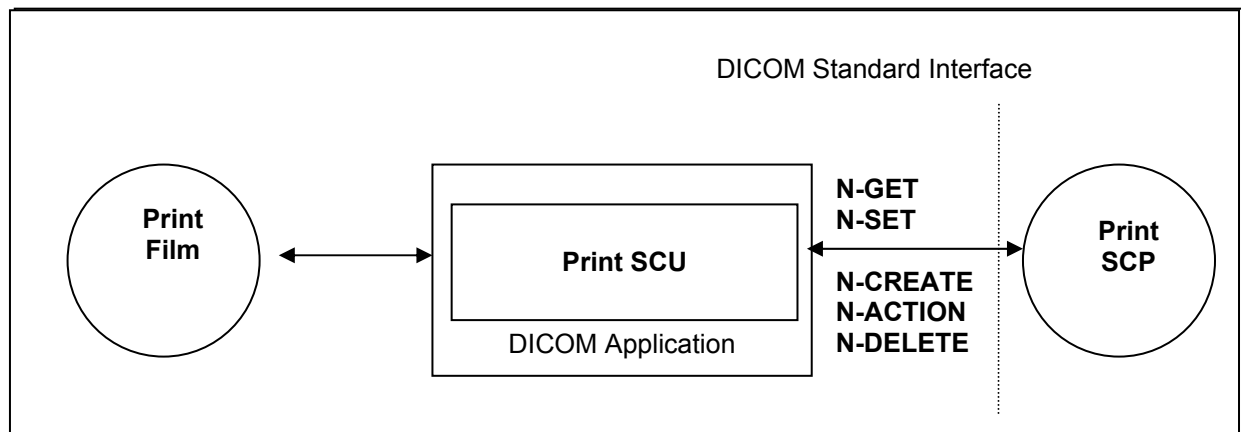 DICOM Standard Interface
Print
Film
Print SCU
DICOM Application
N-GET
N-SET
N-CREATE
N-ACTION
N-DELETE
Print
SCP